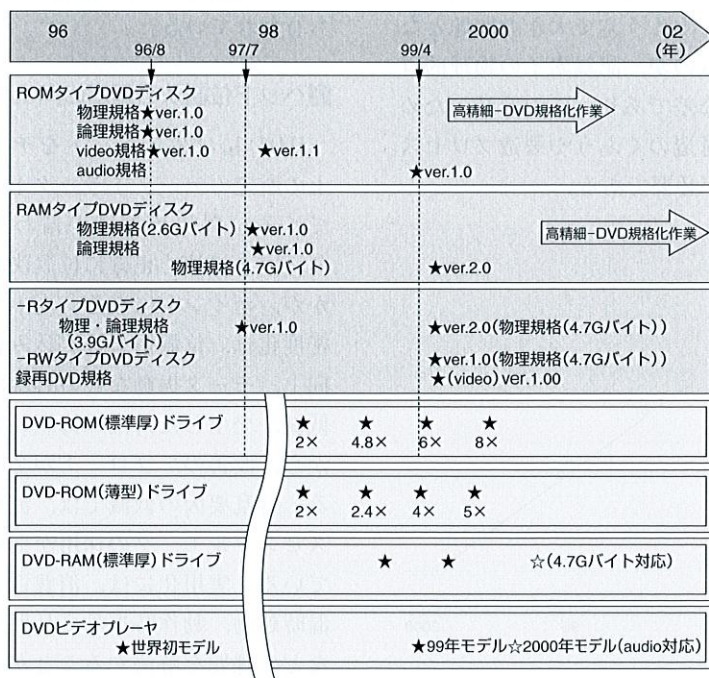 96 98 2000 02
96/8 97/7 99/4 (年)
ROMタイプDVDディスク
物理規格★ver.1.0
論理規格★ver.1.0
video規格★ver.1.0 ★ver.1.1
audio規格 ★ver.1.0
高精細−DVD規格化作業
RAMタイプDVDディスク
物理規格(2.6Gバイト)★ver.1.0
論理規格 ★ver.1.0
物理規格(4.7Gバイト) ★ver.2.0
高精細−DVD規格化作業
−RタイプDVDディスク
物理・論理規格 ★ver.1.0 ★ver.2.0(物理規格(4.7Gバイト))
(3.9Gバイト)
−RWタイプDVDディスク ★ver.1.0(物理規格(4.7Gバイト))
録再DVD規格 ★(video)ver.1.00
DVD-ROM(標準厚)ドライブ ★ ★ ★ ★
2× 4.8× 6× 8×
DVD-ROM(薄型)ドライブ ★ ★ ★ ★
2× 2.4× 4× 5×
DVD-RAM(標準厚)ドライブ ★ ★ ☆(4.7Gバイト対応)
DVDビデオプレーヤ
★世界初モデル ★99年モデル☆2000年モデル(audio対応)